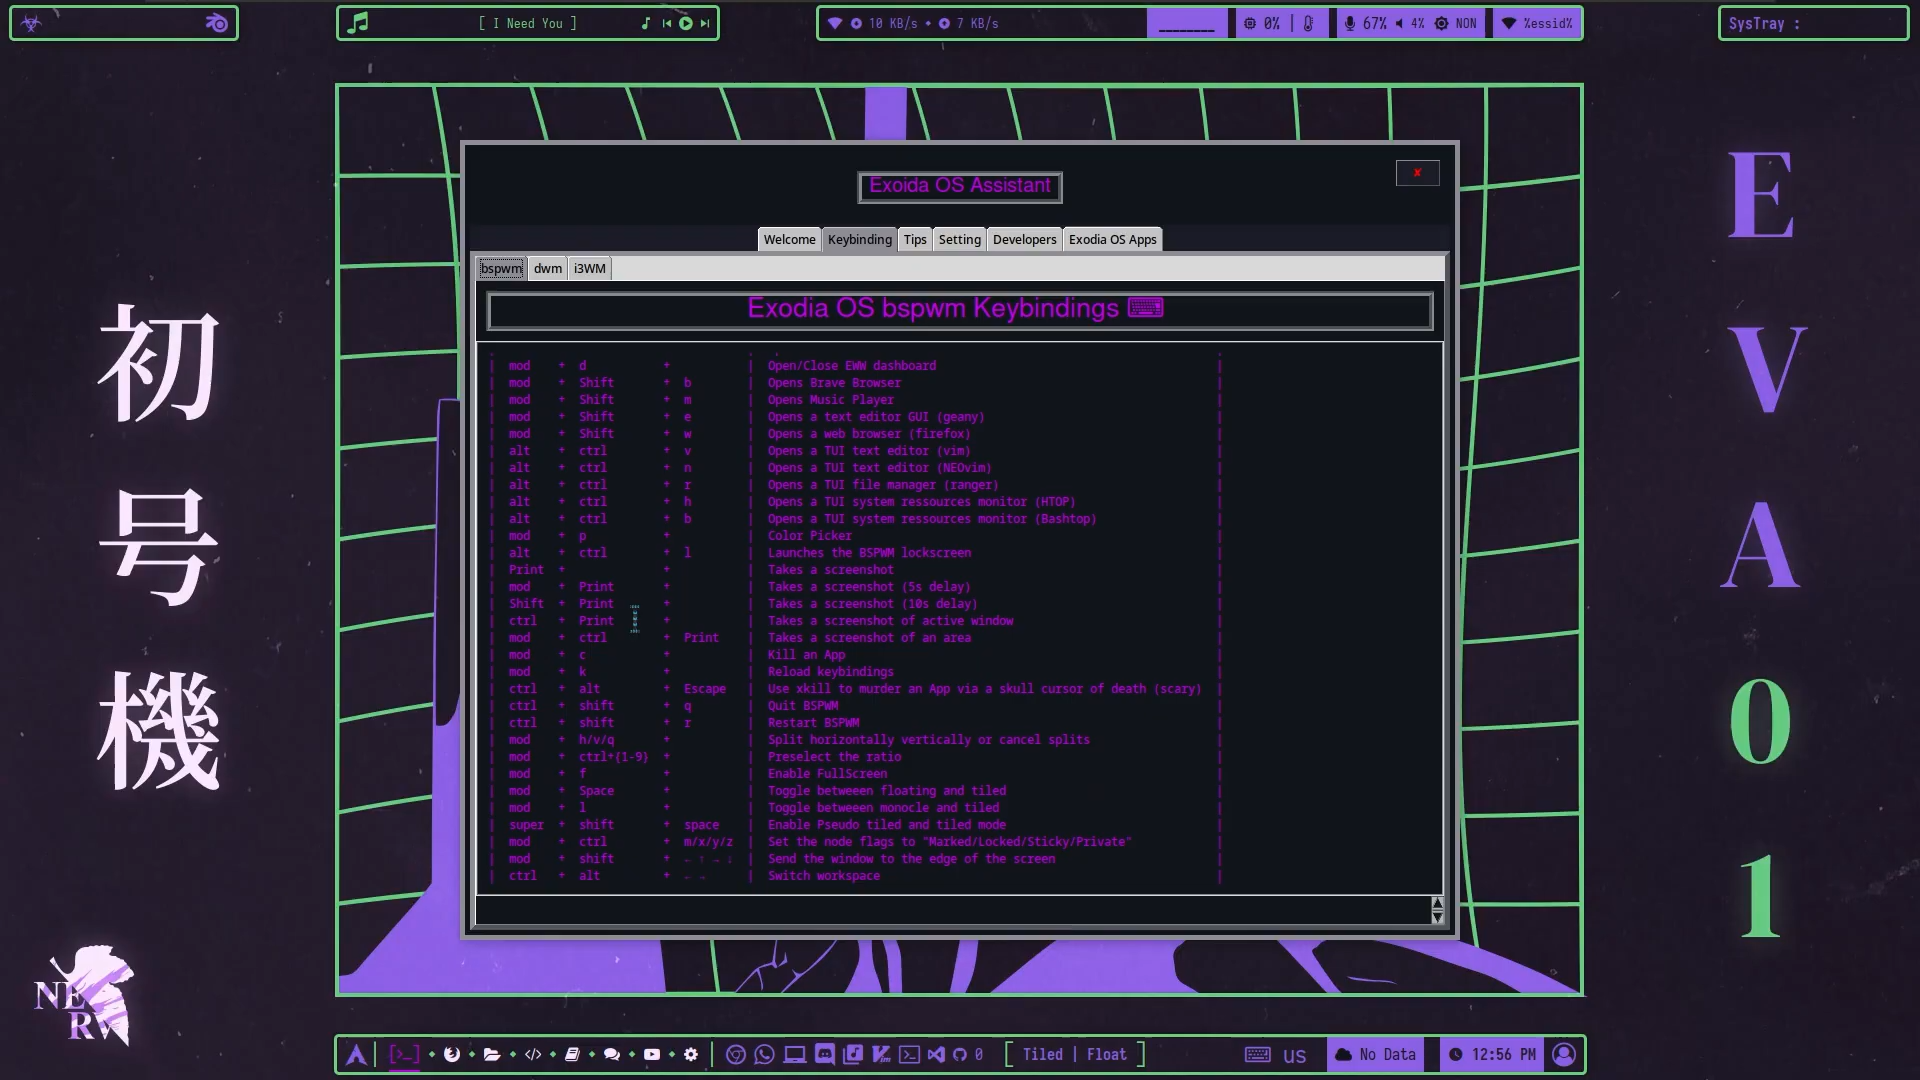 [ I Need You ]
10 KB/s • 7 KB/s
0% |
67% 4% NON
%essid%
SysTray :
Exoida OS Assistant
Welcome Keybinding Tips Setting Developers Exodia OS Apps
bspwm dwm i3WM
Exodia OS bspwm Keybindings ⌨
| mod + d + | Open/Close EWW dashboard |
| mod + Shift + b | Opens Brave Browser |
| mod + Shift + m | Opens Music Player |
| mod + Shift + e | Opens a text editor GUI (geany) |
| mod + Shift + w | Opens a web browser (firefox) |
| alt + ctrl + v | Opens a TUI text editor (vim) |
| alt + ctrl + n | Opens a TUI text editor (NEOvim) |
| alt + ctrl + r | Opens a TUI file manager (ranger) |
| alt + ctrl + h | Opens a TUI system ressources monitor (HTOP) |
| alt + ctrl + b | Opens a TUI system ressources monitor (Bashtop) |
| mod + p + | Color Picker |
| alt + ctrl + l | Launches the BSPWM lockscreen |
| Print + + | Takes a screenshot |
| mod + Print + | Takes a screenshot (5s delay) |
| Shift + Print + | Takes a screenshot (10s delay) |
| ctrl + Print + | Takes a screenshot of active window |
| mod + ctrl + Print | Takes a screenshot of an area |
| mod + c + | Kill an App |
| mod + k + | Reload keybindings |
| ctrl + alt + Escape | Use xkill to murder an App via a skull cursor of death (scary) |
| ctrl + shift + q | Quit BSPWM |
| ctrl + shift + r | Restart BSPWM |
| mod + h/v/q + | Split horizontally vertically or cancel splits |
| mod + ctrl+{1-9} + | Preselect the ratio |
| mod + f + | Enable FullScreen |
| mod + Space + | Toggle betweeen floating and tiled |
| mod + l + | Toggle betweeen monocle and tiled |
| super + shift + space | Enable Pseudo tiled and tiled mode |
| mod + ctrl + m/x/y/z | Set the node flags to "Marked/Locked/Sticky/Private" |
| mod + shift + ← ↑ → ↓ | Send the window to the edge of the screen |
| ctrl + alt + ← → | Switch workspace |
初
号
機
NERV
E
V
A
0
1
0 [ Tiled | Float ]
us
No Data
12:56 PM